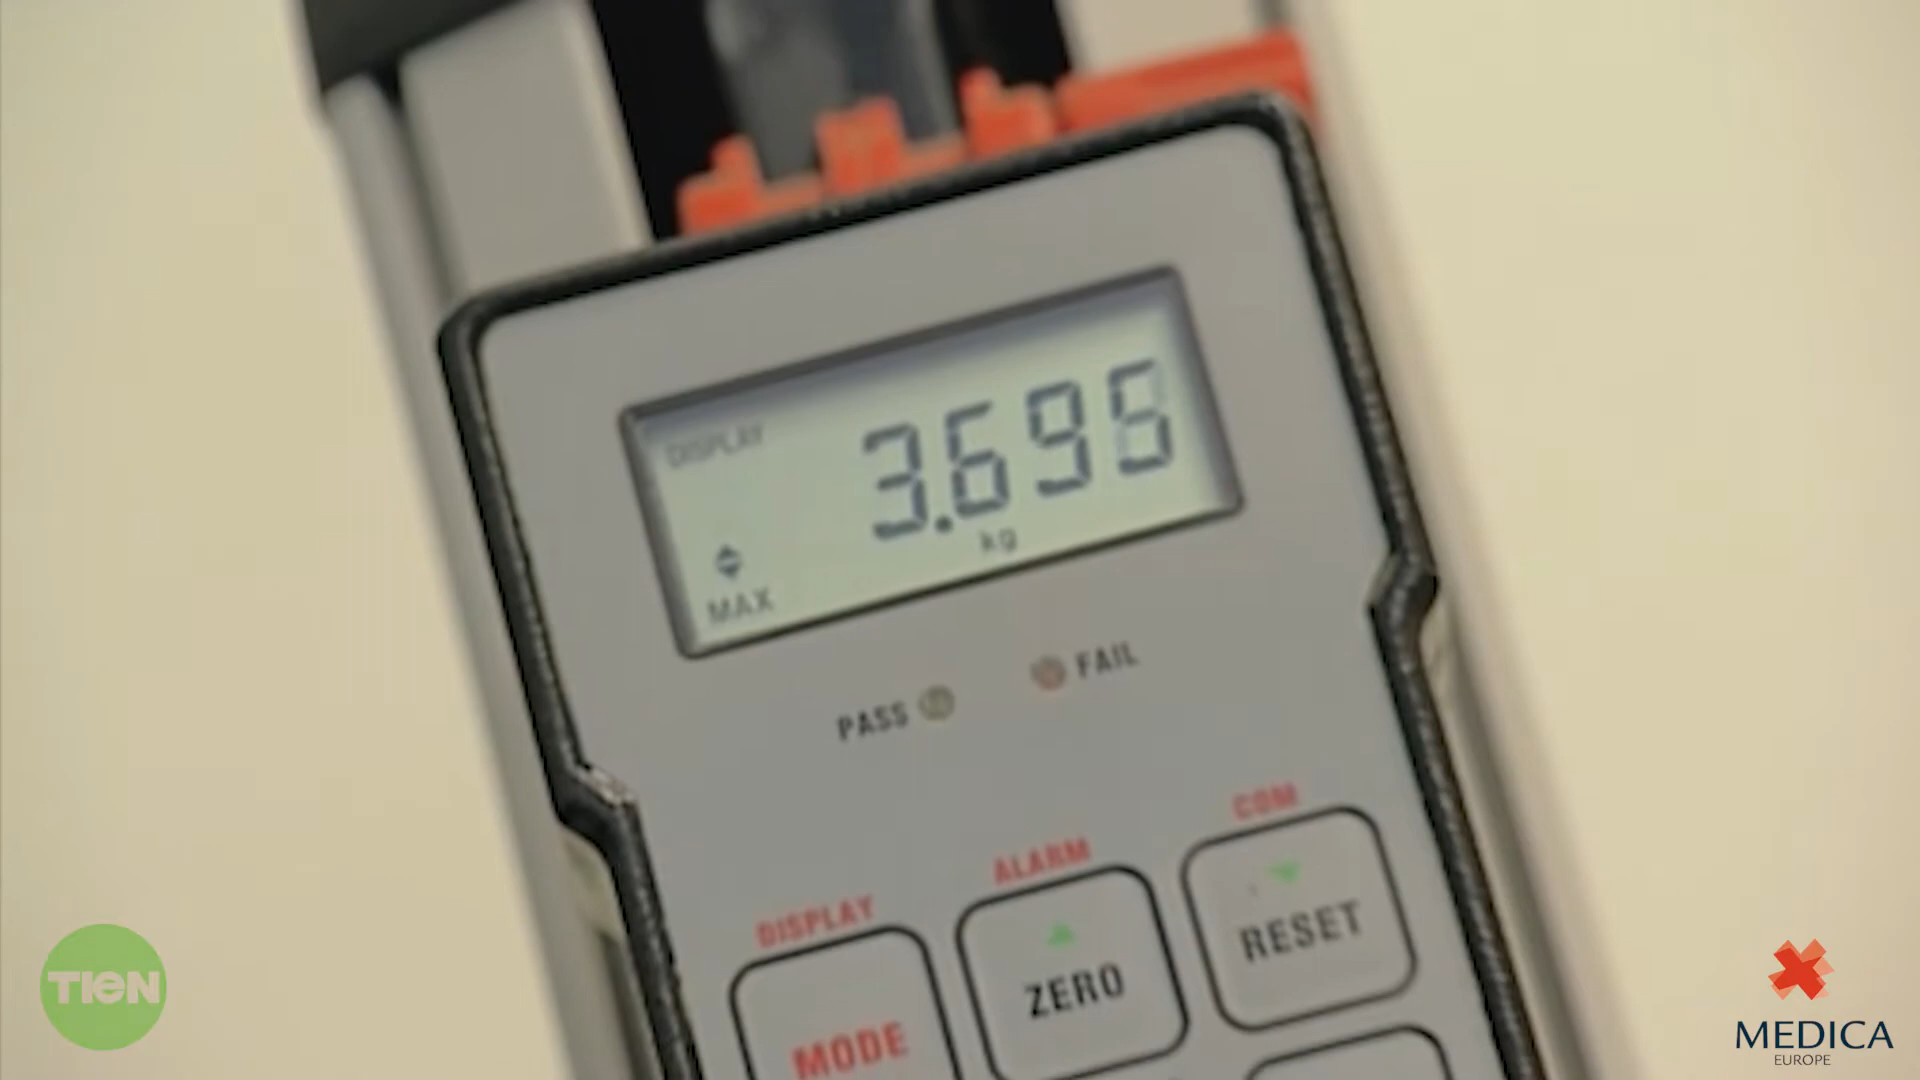 DISPLAY
3.695
kg
MAX
PASS
FAIL
COM
ALARM
DISPLAY
RESET
ZERO
MODE
TIEN
MEDICA
EUROPE